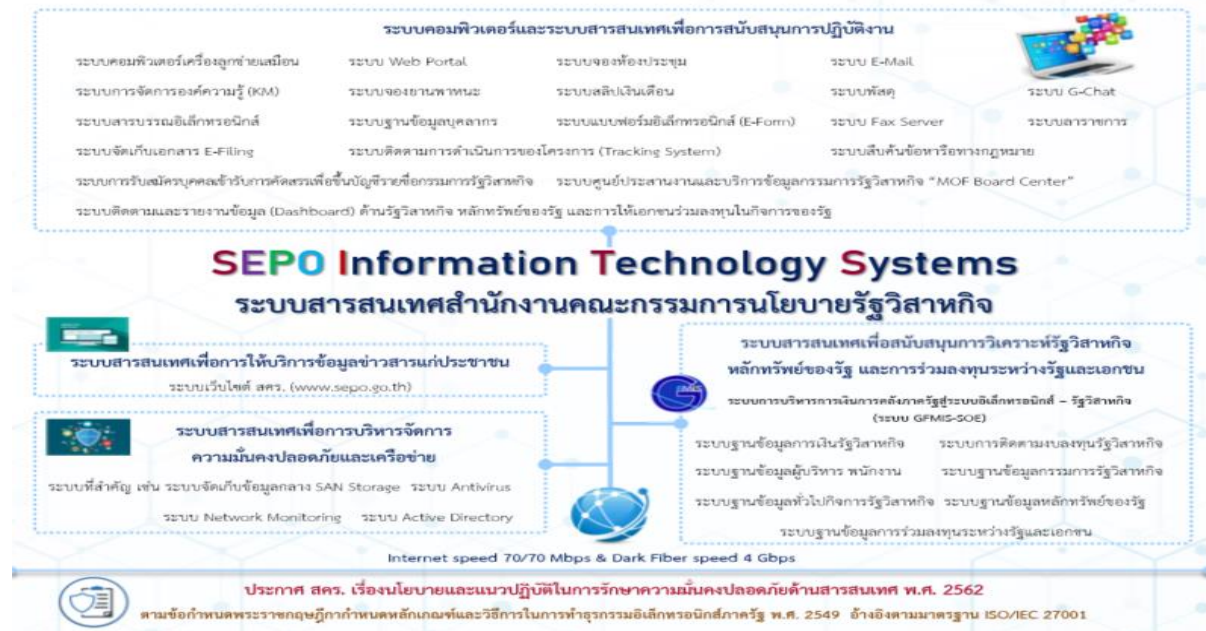 ระบบคอมพิวเตอร์และระบบสารสนเทศเพื่อการสนับสนุนการปฏิบัติงาน
ระบบคอมพิวเตอร์เครื่องลูกข่ายเสมือน ระบบ Web Portal ระบบจองห้องประชุม ระบบ E-Mail
ระบบการจัดการองค์ความรู้ (KM) ระบบจองยานพาหนะ ระบบสลิปเงินเดือน ระบบพัสดุ ระบบ G-Chat
ระบบสารบรรณอิเล็กทรอนิกส์ ระบบฐานข้อมูลบุคลากร ระบบแบบฟอร์มอิเล็กทรอนิกส์ (E-Form) ระบบ Fax Server ระบบลาราชการ
ระบบจัดเก็บเอกสาร E-Filing ระบบติดตามการดำเนินการของโครงการ (Tracking System) ระบบสืบค้นข้อหารือทางกฎหมาย
ระบบการรับสมัครบุคคลเข้ารับการคัดสรรเพื่อขึ้นบัญชีรายชื่อกรรมการรัฐวิสาหกิจ ระบบศูนย์ประสานงานและบริการข้อมูลกรรมการรัฐวิสาหกิจ “MOF Board Center”
ระบบติดตามและรายงานข้อมูล (Dashboard) ด้านรัฐวิสาหกิจ หลักทรัพย์ของรัฐ และการให้เอกชนร่วมลงทุนในกิจการของรัฐ
SEPO Information Technology Systems
ระบบสารสนเทศสำนักงานคณะกรรมการนโยบายรัฐวิสาหกิจ
ระบบสารสนเทศเพื่อการให้บริการข้อมูลข่าวสารแก่ประชาชน
ระบบเว็บไซต์ สคร. (www.sepo.go.th)
ระบบสารสนเทศเพื่อการบริหารจัดการ
ความมั่นคงปลอดภัยและเครือข่าย
ระบบที่สำคัญ เช่น ระบบจัดเก็บข้อมูลกลาง SAN Storage ระบบ Antivirus
ระบบ Network Monitoring ระบบ Active Directory
ระบบสารสนเทศเพื่อสนับสนุนการวิเคราะห์รัฐวิสาหกิจ
หลักทรัพย์ของรัฐ และการร่วมลงทุนระหว่างรัฐและเอกชน
ระบบการบริหารการเงินการคลังภาครัฐสู่ระบบอิเล็กทรอนิกส์ – รัฐวิสาหกิจ
(ระบบ GFMIS-SOE)
ระบบฐานข้อมูลการเงินรัฐวิสาหกิจ ระบบการติดตามงบลงทุนรัฐวิสาหกิจ
ระบบฐานข้อมูลผู้บริหาร พนักงาน ระบบฐานข้อมูลกรรมการรัฐวิสาหกิจ
ระบบฐานข้อมูลทั่วไปกิจการรัฐวิสาหกิจ ระบบฐานข้อมูลหลักทรัพย์ของรัฐ
ระบบฐานข้อมูลการร่วมลงทุนระหว่างรัฐและเอกชน
Internet speed 70/70 Mbps & Dark Fiber speed 4 Gbps
ประกาศ สคร. เรื่องนโยบายและแนวปฏิบัติในการรักษาความมั่นคงปลอดภัยด้านสารสนเทศ พ.ศ. 2562
ตามข้อกำหนดพระราชกฤษฎีกากำหนดหลักเกณฑ์และวิธีการในการทำธุรกรรมอิเล็กทรอนิกส์ภาครัฐ พ.ศ. 2549 อ้างอิงตามมาตรฐาน ISO/IEC 27001